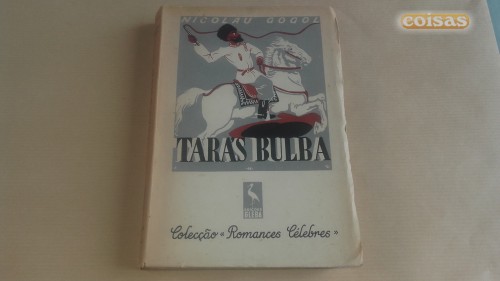 coisas
NICOLAU GOGOL
TARAS BULBA
Colecção «Romances Célebres»